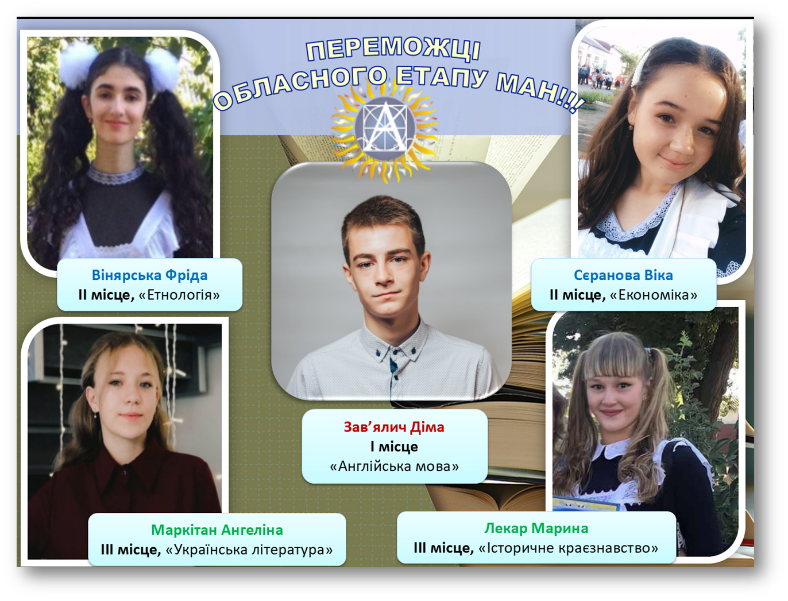 ПЕРЕМОЖЦІ
ОБЛАСНОГО ЕТАПУ МАН!!!
Вінярська Фріда
ІІ місце, «Етнологія»
Сєранова Віка
ІІ місце, «Економіка»
Зав’ялич Діма
І місце
«Англійська мова»
Маркітан Ангеліна
ІІІ місце, «Українська література»
Лекар Марина
ІІІ місце, «Історичне краєзнавство»